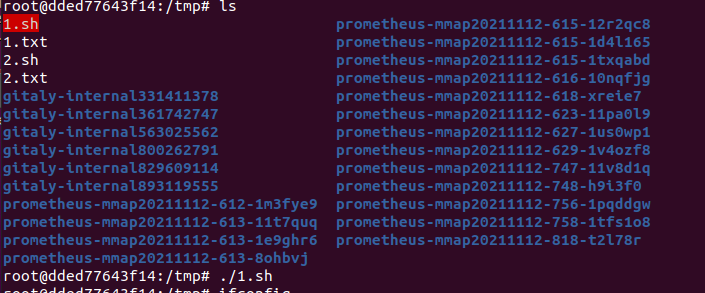 root@dded77643f14:/tmp# ls
1.sh prometheus-mmap20211112-615-12r2qc8
1.txt prometheus-mmap20211112-615-1d4l165
2.sh prometheus-mmap20211112-615-1txqabd
2.txt prometheus-mmap20211112-616-10nqfjg
gitaly-internal331411378 prometheus-mmap20211112-618-xreie7
gitaly-internal361742747 prometheus-mmap20211112-623-11pa0l9
gitaly-internal563025562 prometheus-mmap20211112-627-1us0wp1
gitaly-internal800262791 prometheus-mmap20211112-629-1v4ozf8
gitaly-internal829609114 prometheus-mmap20211112-747-11v8d1q
gitaly-internal893119555 prometheus-mmap20211112-748-h9i3f0
prometheus-mmap20211112-612-1m3fye9 prometheus-mmap20211112-756-1pqddgw
prometheus-mmap20211112-613-11t7quq prometheus-mmap20211112-758-1tfs1o8
prometheus-mmap20211112-613-1e9ghr6 prometheus-mmap20211112-818-t2l78r
prometheus-mmap20211112-613-8ohbvj
root@dded77643f14:/tmp# ./1.sh
root@dded77643f14:/tmp# ifconfig